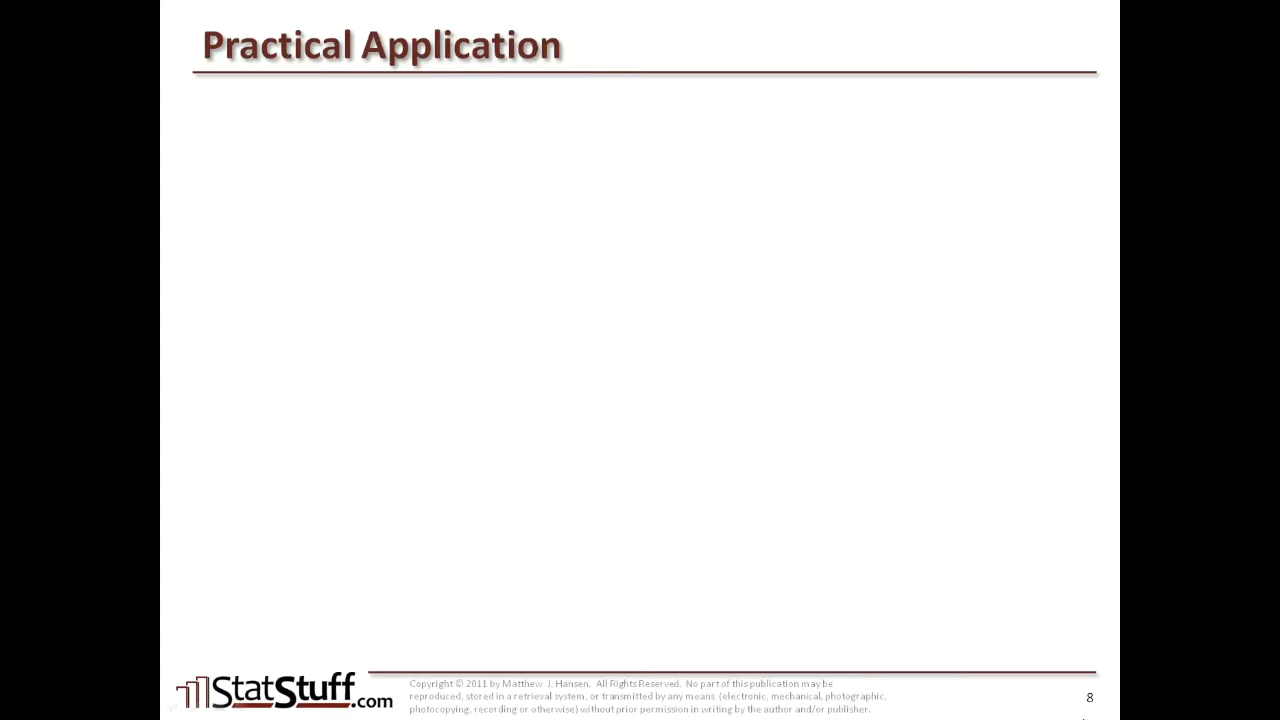 Practical Application
StatStuff.com
Copyright © 2011 by Matthew J. Hansen. All Rights Reserved. No part of this publication may be
reproduced, stored in a retrieval system, or transmitted by any means (electronic, mechanical, photographic,
photocopying, recording or otherwise) without prior permission in writing by the author and/or publisher.
8